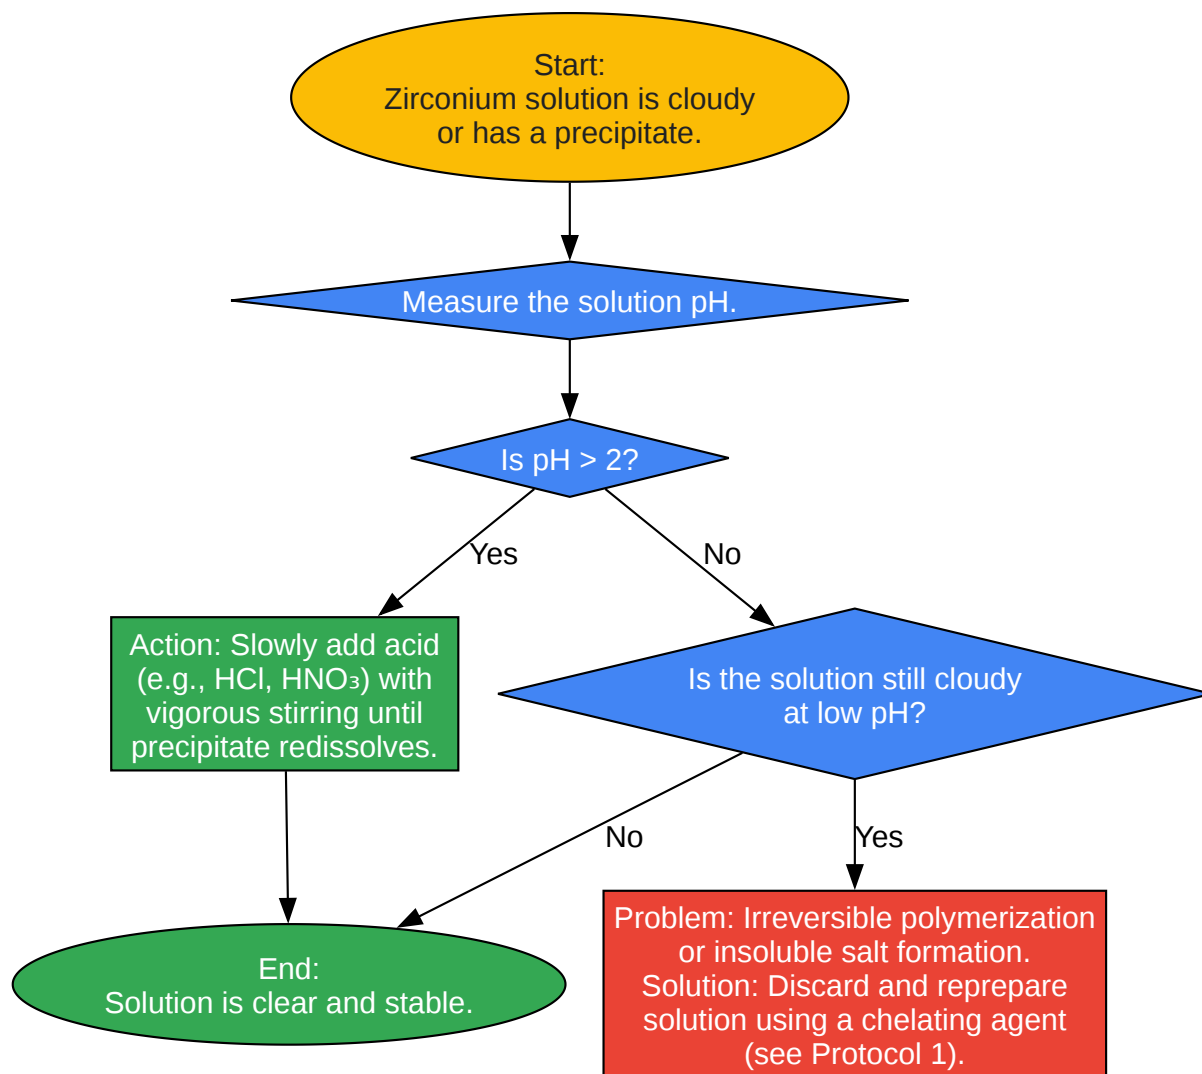 Start:
Zirconium solution is cloudy
or has a precipitate.
Measure the solution pH.
Is pH > 2?
Yes
No
Action: Slowly add acid
(e.g., HCl, HNO₃) with
vigorous stirring until
precipitate redissolves.
Is the solution still cloudy
at low pH?
No
Yes
End:
Solution is clear and stable.
Problem: Irreversible polymerization
or insoluble salt formation.
Solution: Discard and reprepare
solution using a chelating agent
(see Protocol 1).